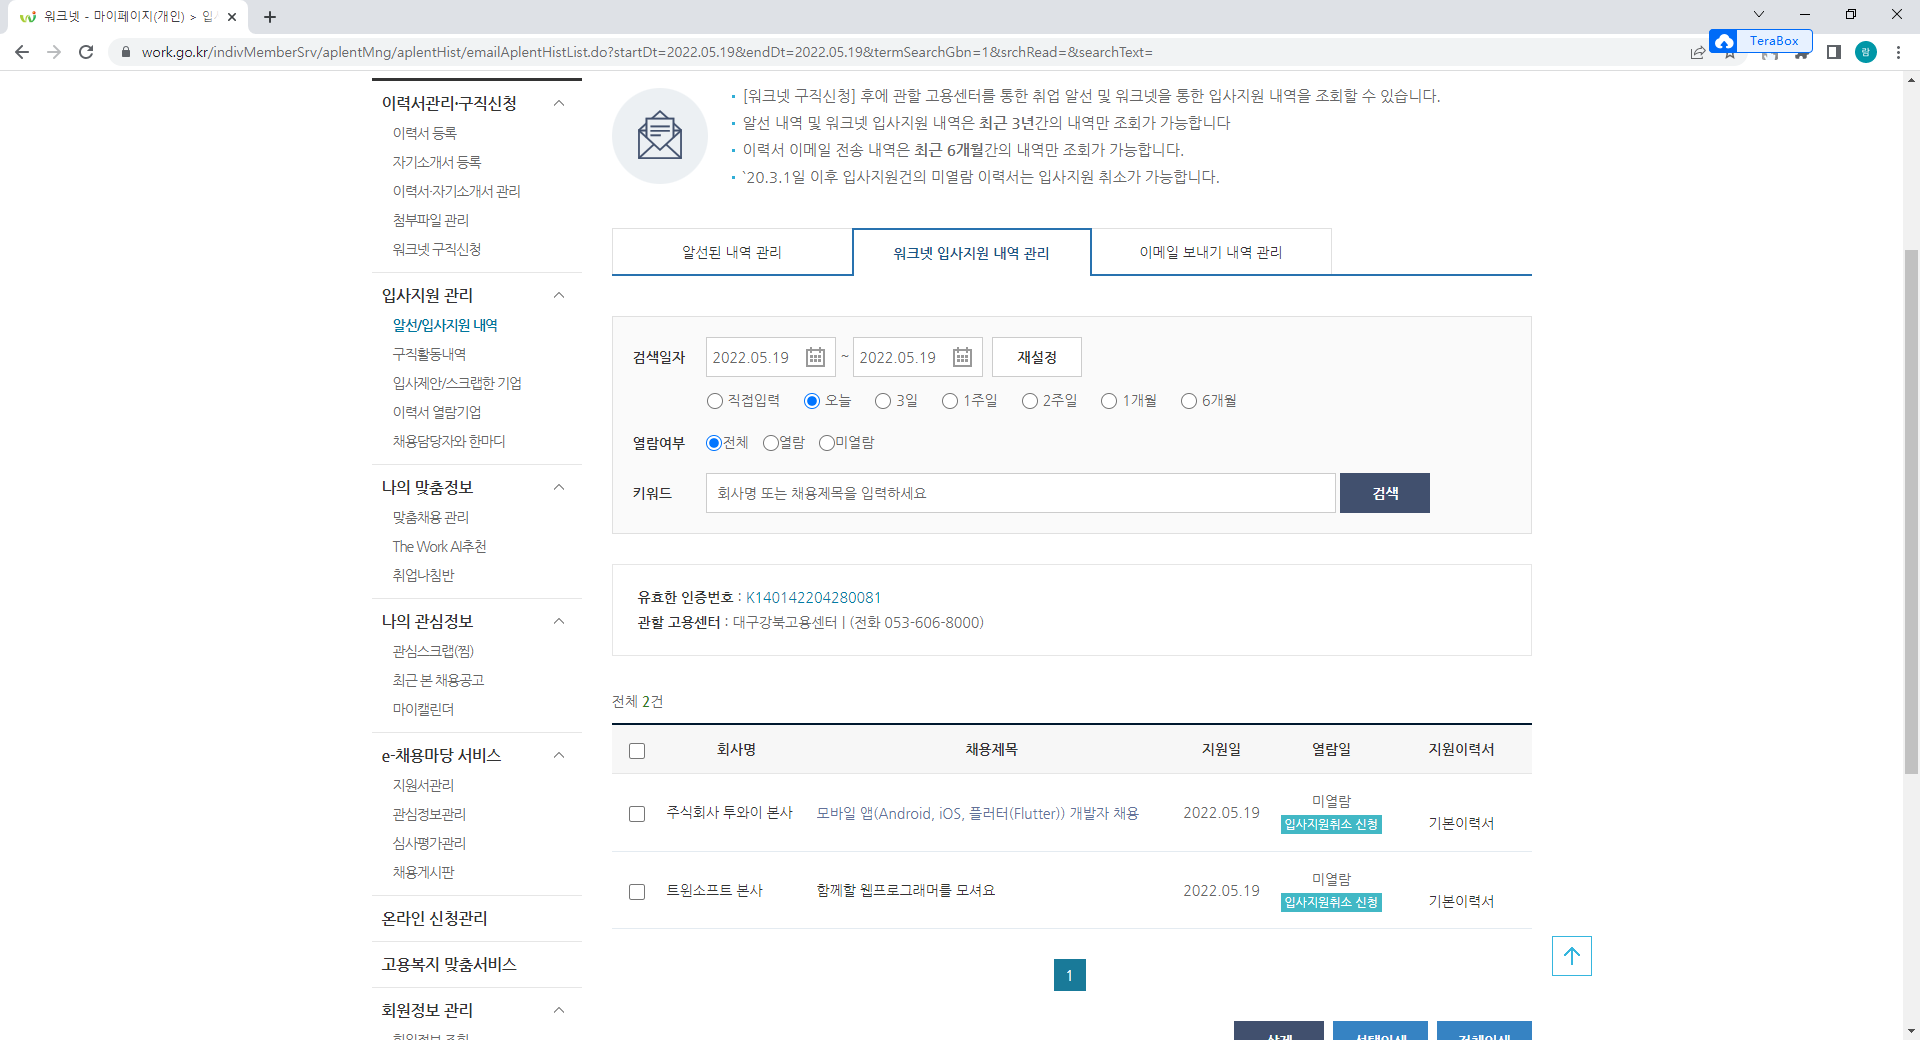 워크넷 - 마이페이지(개인) > 입
TeraBox
work.go.kr/indivMemberSrv/aplentMng/aplentHist/emailAplentHistList.do?startDt=2022.05.19&endDt=2022.05.19&termSearchGbn=1&srchRead=&searchText=
람
이력서관리·구직신청
이력서 등록
자기소개서 등록
이력서·자기소개서 관리
첨부파일 관리
워크넷 구직신청
입사지원 관리
알선/입사지원 내역
구직활동내역
입사제안/스크랩한 기업
이력서 열람기업
채용담당자와 한마디
나의 맞춤정보
맞춤채용 관리
The Work AI추천
취업나침반
나의 관심정보
관심스크랩(찜)
최근 본 채용공고
마이캘린더
e-채용마당 서비스
지원서관리
관심정보관리
심사평가관리
채용게시판
온라인 신청관리
고용복지 맞춤서비스
회원정보 관리
회원정보 조회
[워크넷 구직신청] 후에 관할 고용센터를 통한 취업 알선 및 워크넷을 통한 입사지원 내역을 조회할 수 있습니다.
알선 내역 및 워크넷 입사지원 내역은 최근 3년간의 내역만 조회가 가능합니다
이력서 이메일 전송 내역은 최근 6개월간의 내역만 조회가 가능합니다.
`20.3.1일 이후 입사지원건의 미열람 이력서는 입사지원 취소가 가능합니다.
알선된 내역 관리
워크넷 입사지원 내역 관리
이메일 보내기 내역 관리
검색일자 2022.05.19 ~ 2022.05.19 재설정
직접입력 오늘 3일 1주일 2주일 1개월 6개월
열람여부 전체 열람 미열람
키워드 회사명 또는 채용제목을 입력하세요 검색
유효한 인증번호 : K140142204280081
관할 고용센터 : 대구강북고용센터 | (전화 053-606-8000)
전체 2건
회사명 채용제목 지원일 열람일 지원이력서
주식회사 투와이 본사 모바일 앱(Android, iOS, 플러터(Flutter)) 개발자 채용 2022.05.19 미열람 입사지원취소 신청 기본이력서
트윈소프트 본사 함께할 웹프로그래머를 모셔요 2022.05.19 미열람 입사지원취소 신청 기본이력서
1
삭제 선택인쇄 전체인쇄